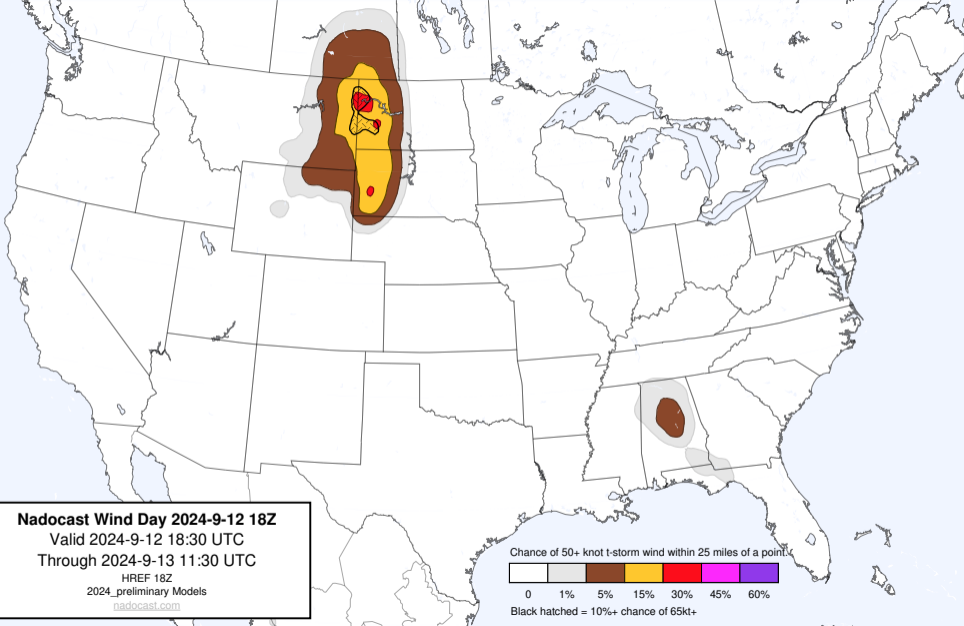 Nadocast Wind Day 2024-9-12 18Z
Valid 2024-9-12 18:30 UTC
Through 2024-9-13 11:30 UTC
HREF 18Z
2024_preliminary Models
nadocast.com
Chance of 50+ knot t-storm wind within 25 miles of a point.
0 1% 5% 15% 30% 45% 60%
Black hatched = 10%+ chance of 65kt+